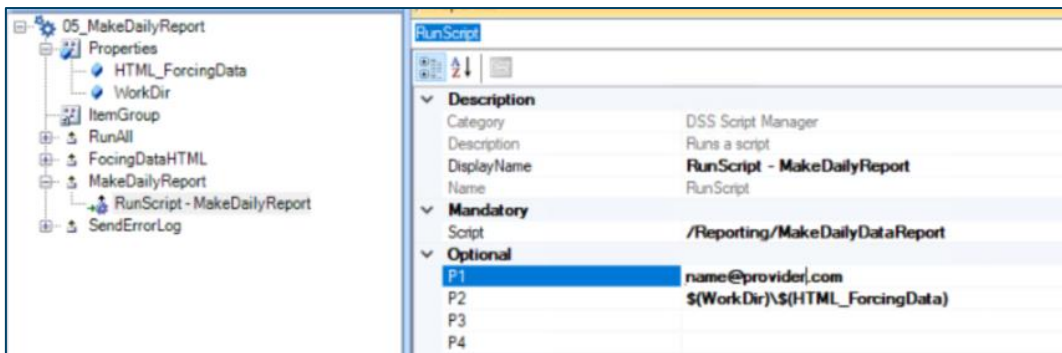 05_MakeDailyReport
Properties
HTML_ForcingData
WorkDir
ItemGroup
RunAll
FocingDataHTML
MakeDailyReport
RunScript - MakeDailyReport
SendErrorLog
RunScript
Description
Category DSS Script Manager
Description Runs a script
DisplayName RunScript - MakeDailyReport
Name RunScript
Mandatory
Script /Reporting/MakeDailyDataReport
Optional
P1 name@provider.com
P2 $(WorkDir)\$(HTML_ForcingData)
P3
P4